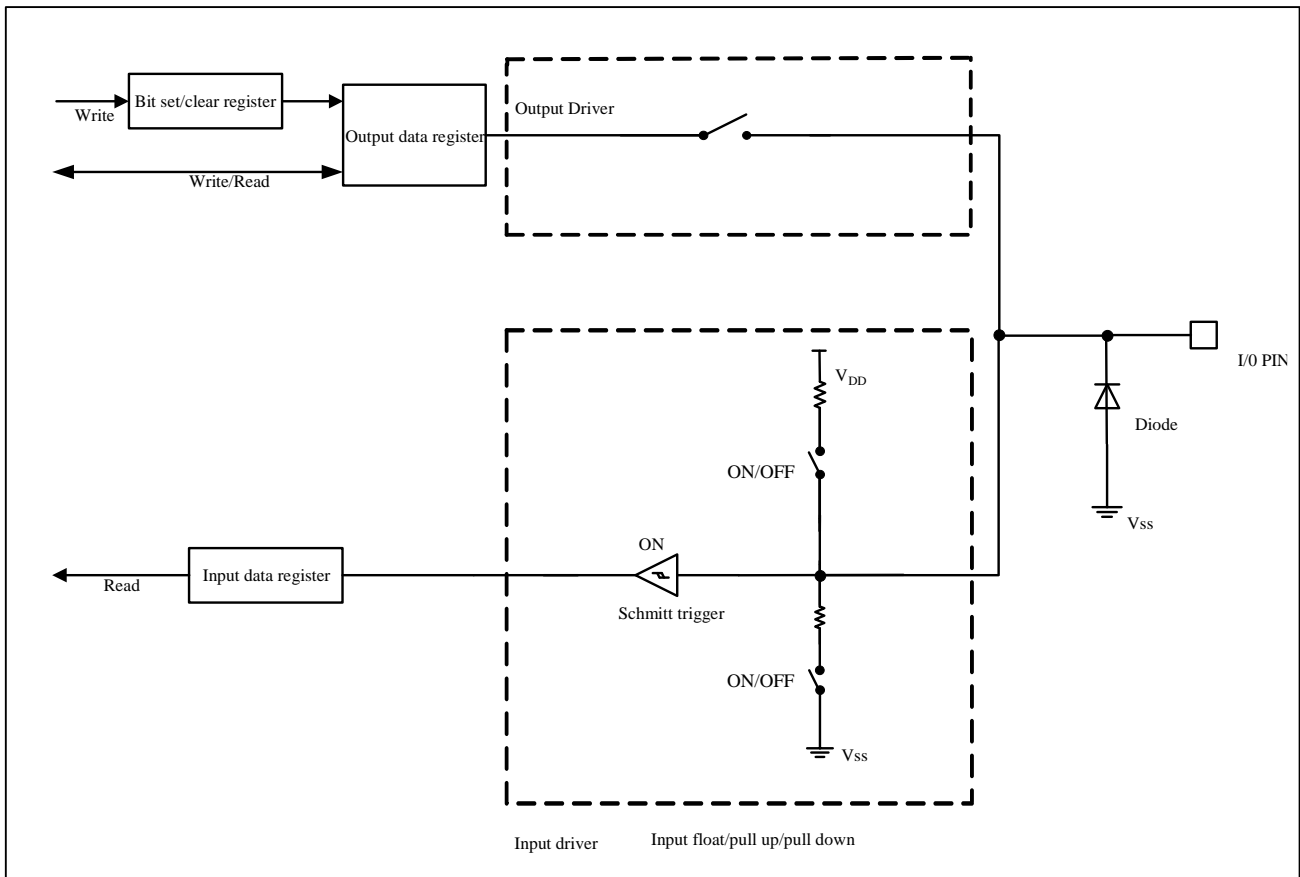 Bit set/clear register
Write
Output data register
Write/Read
Output Driver
I/0 PIN
Diode
Vss
VDD
ON/OFF
ON
Schmitt trigger
Input data register
Read
ON/OFF
Vss
Input driver
Input float/pull up/pull down